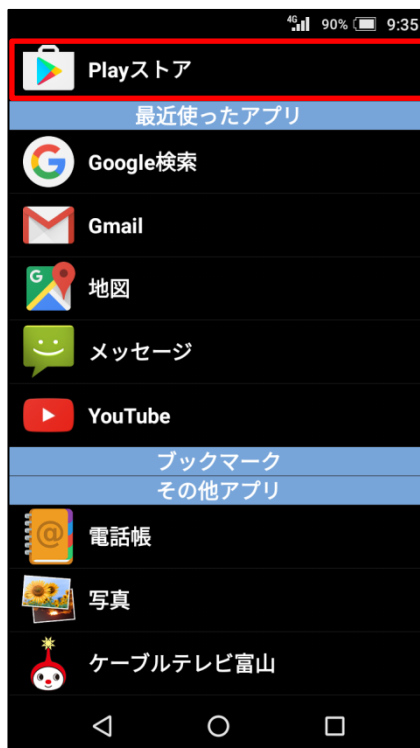 4G 90% 9:35
Playストア
最近使ったアプリ
Google検索
Gmail
地図
メッセージ
YouTube
ブックマーク
その他アプリ
電話帳
写真
ケーブルテレビ富山